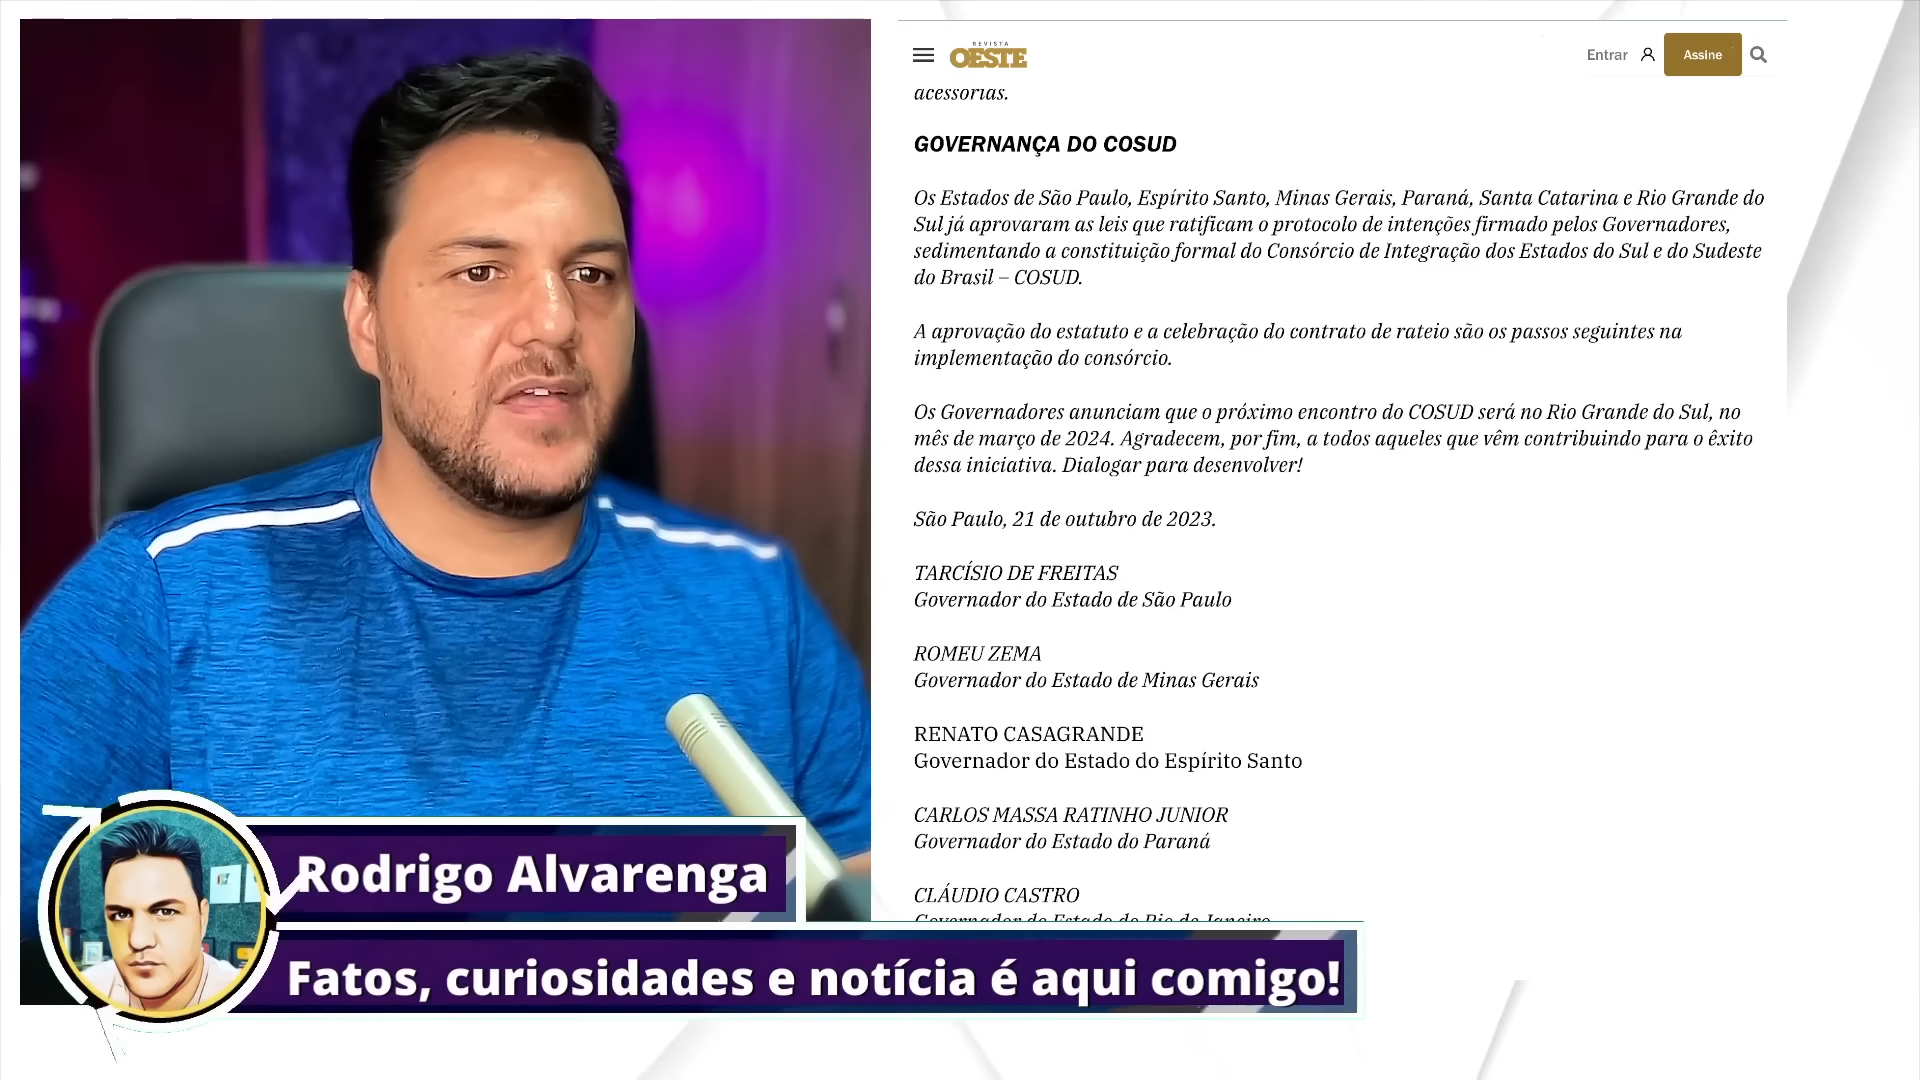 REVISTA
OESTE
Entrar
Assine
acessorias.
GOVERNANÇA DO COSUD
Os Estados de São Paulo, Espírito Santo, Minas Gerais, Paraná, Santa Catarina e Rio Grande do
Sul já aprovaram as leis que ratificam o protocolo de intenções firmado pelos Governadores,
sedimentando a constituição formal do Consórcio de Integração dos Estados do Sul e do Sudeste
do Brasil – COSUD.
A aprovação do estatuto e a celebração do contrato de rateio são os passos seguintes na
implementação do consórcio.
Os Governadores anunciam que o próximo encontro do COSUD será no Rio Grande do Sul, no
mês de março de 2024. Agradecem, por fim, a todos aqueles que vêm contribuindo para o êxito
dessa iniciativa. Dialogar para desenvolver!
São Paulo, 21 de outubro de 2023.
TARCÍSIO DE FREITAS
Governador do Estado de São Paulo
ROMEU ZEMA
Governador do Estado de Minas Gerais
RENATO CASAGRANDE
Governador do Estado do Espírito Santo
CARLOS MASSA RATINHO JUNIOR
Governador do Estado do Paraná
CLÁUDIO CASTRO
Governador do Estado do Rio de Janeiro
Rodrigo Alvarenga
Fatos, curiosidades e notícia é aqui comigo!